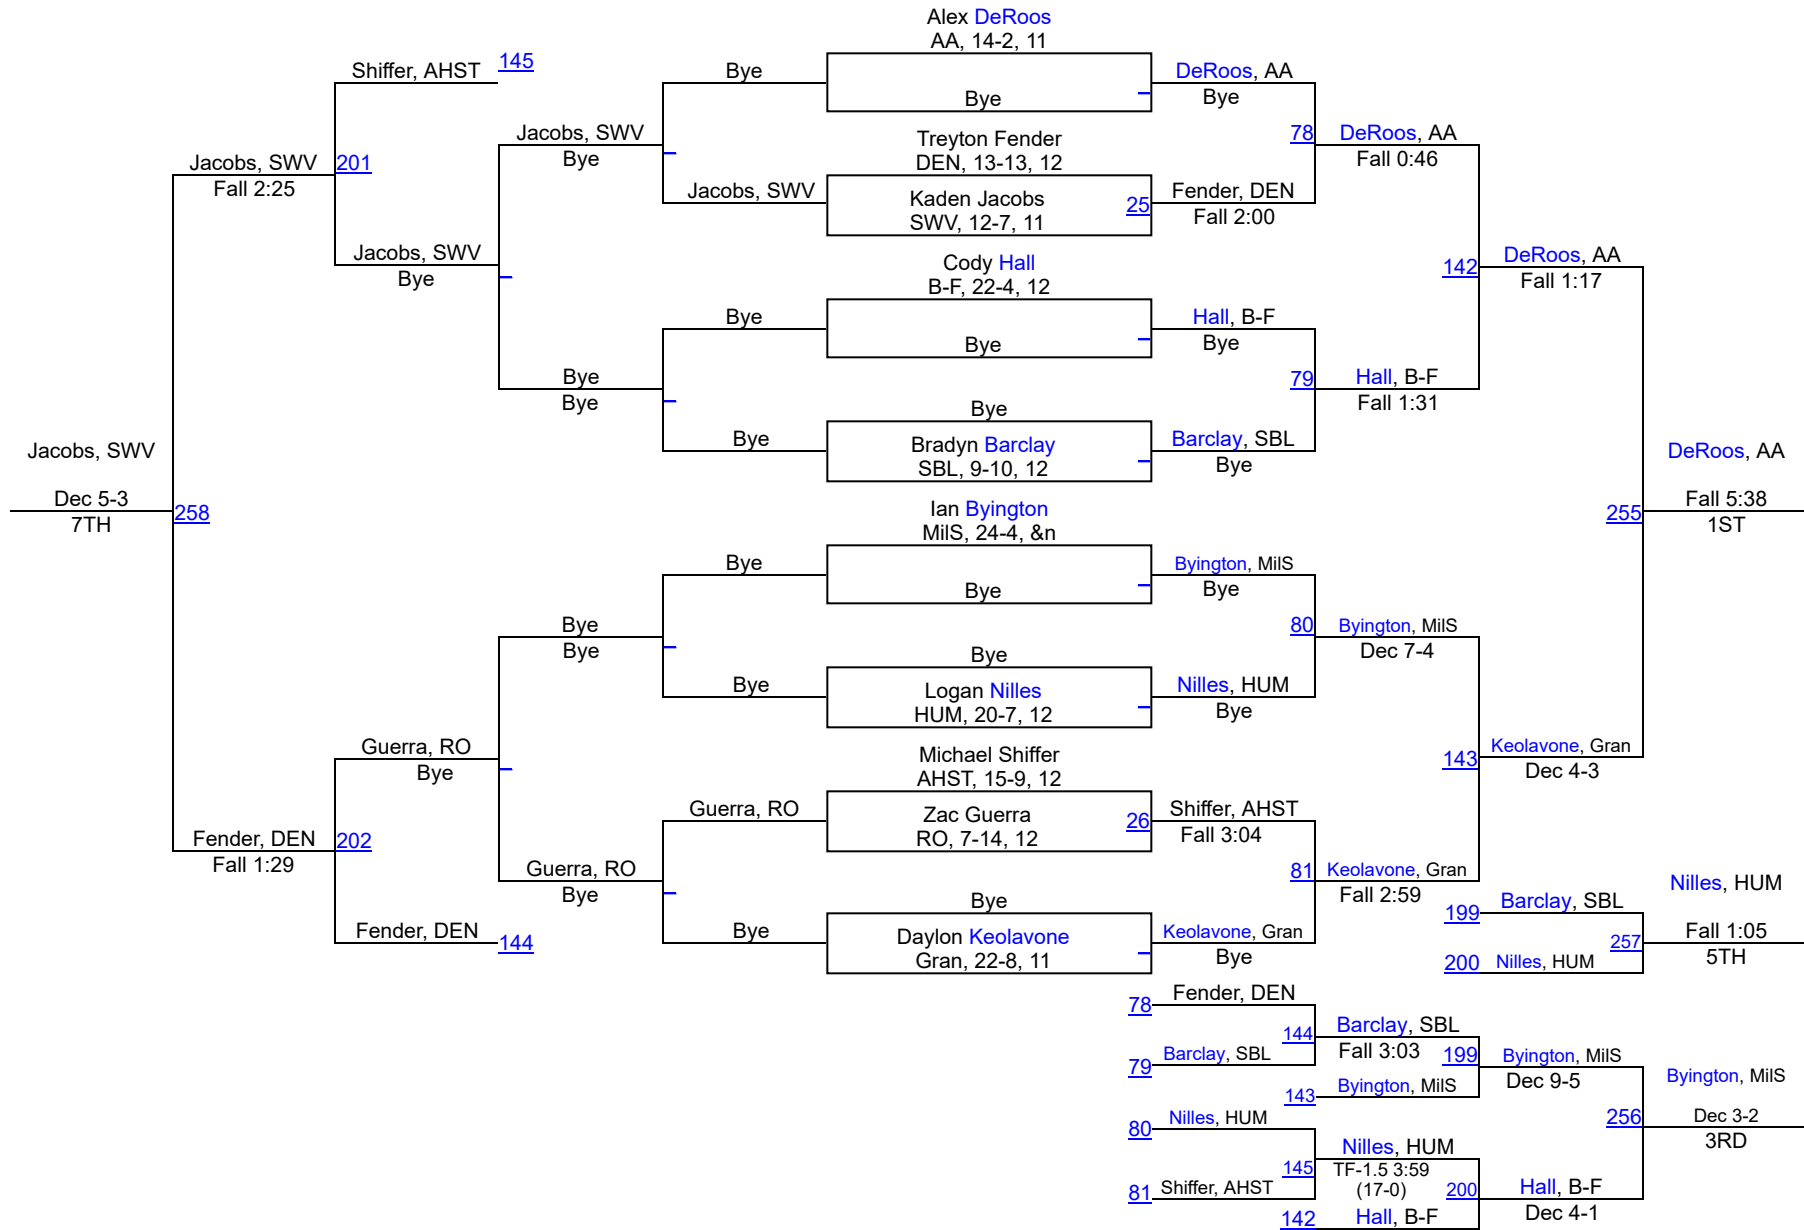 Alex DeRoos
AA, 14-2, 11
Bye
Treyton Fender
DEN, 13-13, 12
Kaden Jacobs
SWV, 12-7, 11
25
Cody Hall
B-F, 22-4, 12
Bye
Bye
Bradyn Barclay
SBL, 9-10, 12
Ian Byington
MilS, 24-4, &n
Bye
Bye
Logan Nilles
HUM, 20-7, 12
Michael Shiffer
AHST, 15-9, 12
Zac Guerra
RO, 7-14, 12
26
Bye
Daylon Keolavone
Gran, 22-8, 11
DeRoos, AA
Bye
78
Fender, DEN
Fall 2:00
Hall, B-F
Bye
79
Barclay, SBL
Bye
Byington, MilS
Bye
80
Nilles, HUM
Bye
Shiffer, AHST
Fall 3:04
81
Keolavone, Gran
Bye
DeRoos, AA
Fall 0:46
142
Hall, B-F
Fall 1:31
Byington, MilS
Dec 7-4
143
Keolavone, Gran
Fall 2:59
DeRoos, AA
Fall 1:17
255
Keolavone, Gran
Dec 4-3
DeRoos, AA
Fall 5:38
1ST
199
Barclay, SBL
257
200
Nilles, HUM
Nilles, HUM
Fall 1:05
5TH
78
Fender, DEN
144
79
Barclay, SBL
Barclay, SBL
Fall 3:03
199
143
Byington, MilS
80
Nilles, HUM
145
81
Shiffer, AHST
Nilles, HUM
TF-1.5 3:59
(17-0)
200
142
Hall, B-F
Byington, MilS
Dec 9-5
256
Hall, B-F
Dec 4-1
Byington, MilS
Dec 3-2
3RD
Bye
Jacobs, SWV
Bye
Bye
Bye
Bye
Guerra, RO
Bye
Jacobs, SWV
Bye
Bye
Bye
Bye
Bye
Guerra, RO
Bye
Shiffer, AHST
145
Jacobs, SWV
Bye
Guerra, RO
Bye
Fender, DEN
144
Jacobs, SWV
Fall 2:25
201
Fender, DEN
Fall 1:29
202
Jacobs, SWV
Dec 5-3
7TH
258